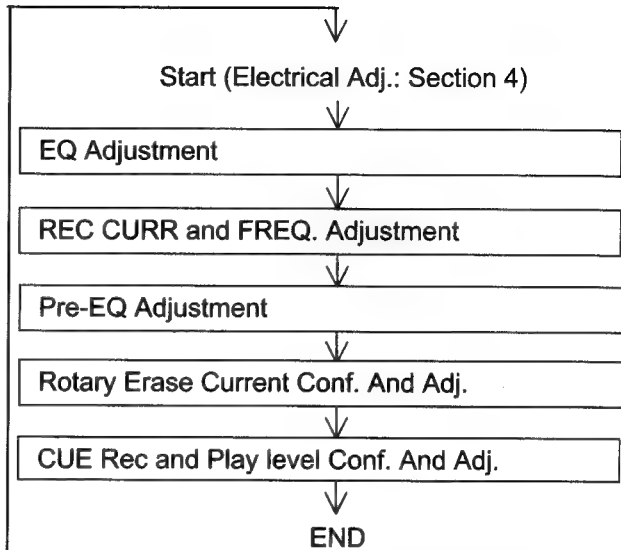 Start (Electrical Adj.: Section 4)
EQ Adjustment
REC CURR and FREQ. Adjustment
Pre-EQ Adjustment
Rotary Erase Current Conf. And Adj.
CUE Rec and Play level Conf. And Adj.
END